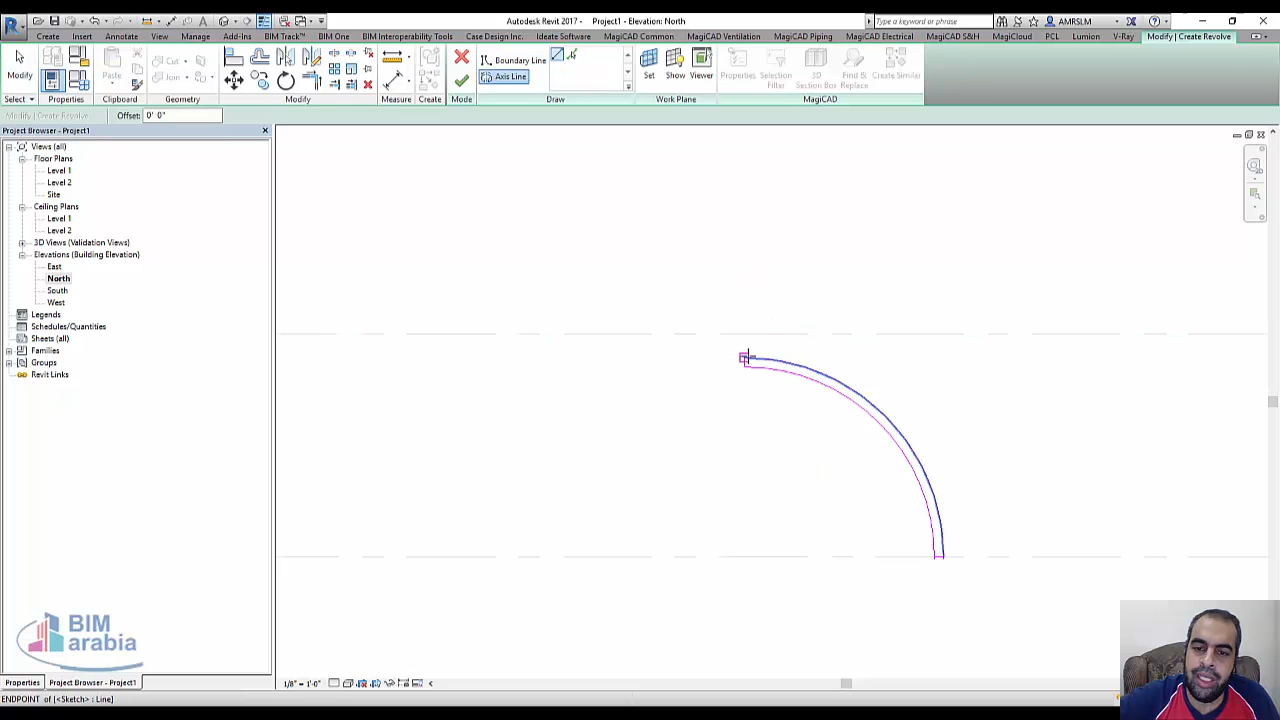 Autodesk Revit 2017 - Project1 - Elevation: North
Type a keyword or phrase
AMRSLM
Create Insert Annotate View Manage Add-Ins BIM Track™ BIM One BIM Interoperability Tools Case Design Inc. Ideate Software MagiCAD Common MagiCAD Ventilation MagiCAD Piping MagiCAD Electrical MagiCAD S&H MagiCloud PCL Lumion V-Ray Modify | Create Revolve
Modify
Paste
Cut
Join
Boundary Line
Axis Line
Set Show Viewer
Properties Selection Filter 3D Section Box Find & Replace Create Similar
Select Properties Clipboard Geometry Modify Measure Create Mode Draw Work Plane MagiCAD
Modify | Create Revolve Offset: 0' 0"
Project Browser - Project1
Views (all)
Floor Plans
Level 1
Level 2
Site
Ceiling Plans
Level 1
Level 2
3D Views (Validation Views)
Elevations (Building Elevation)
East
North
South
West
Legends
Schedules/Quantities
Sheets (all)
Families
Groups
Revit Links
BIM
arabia
Properties Project Browser - Project1
1/8" = 1'-0"
ENDPOINT of [<Sketch> : Line]